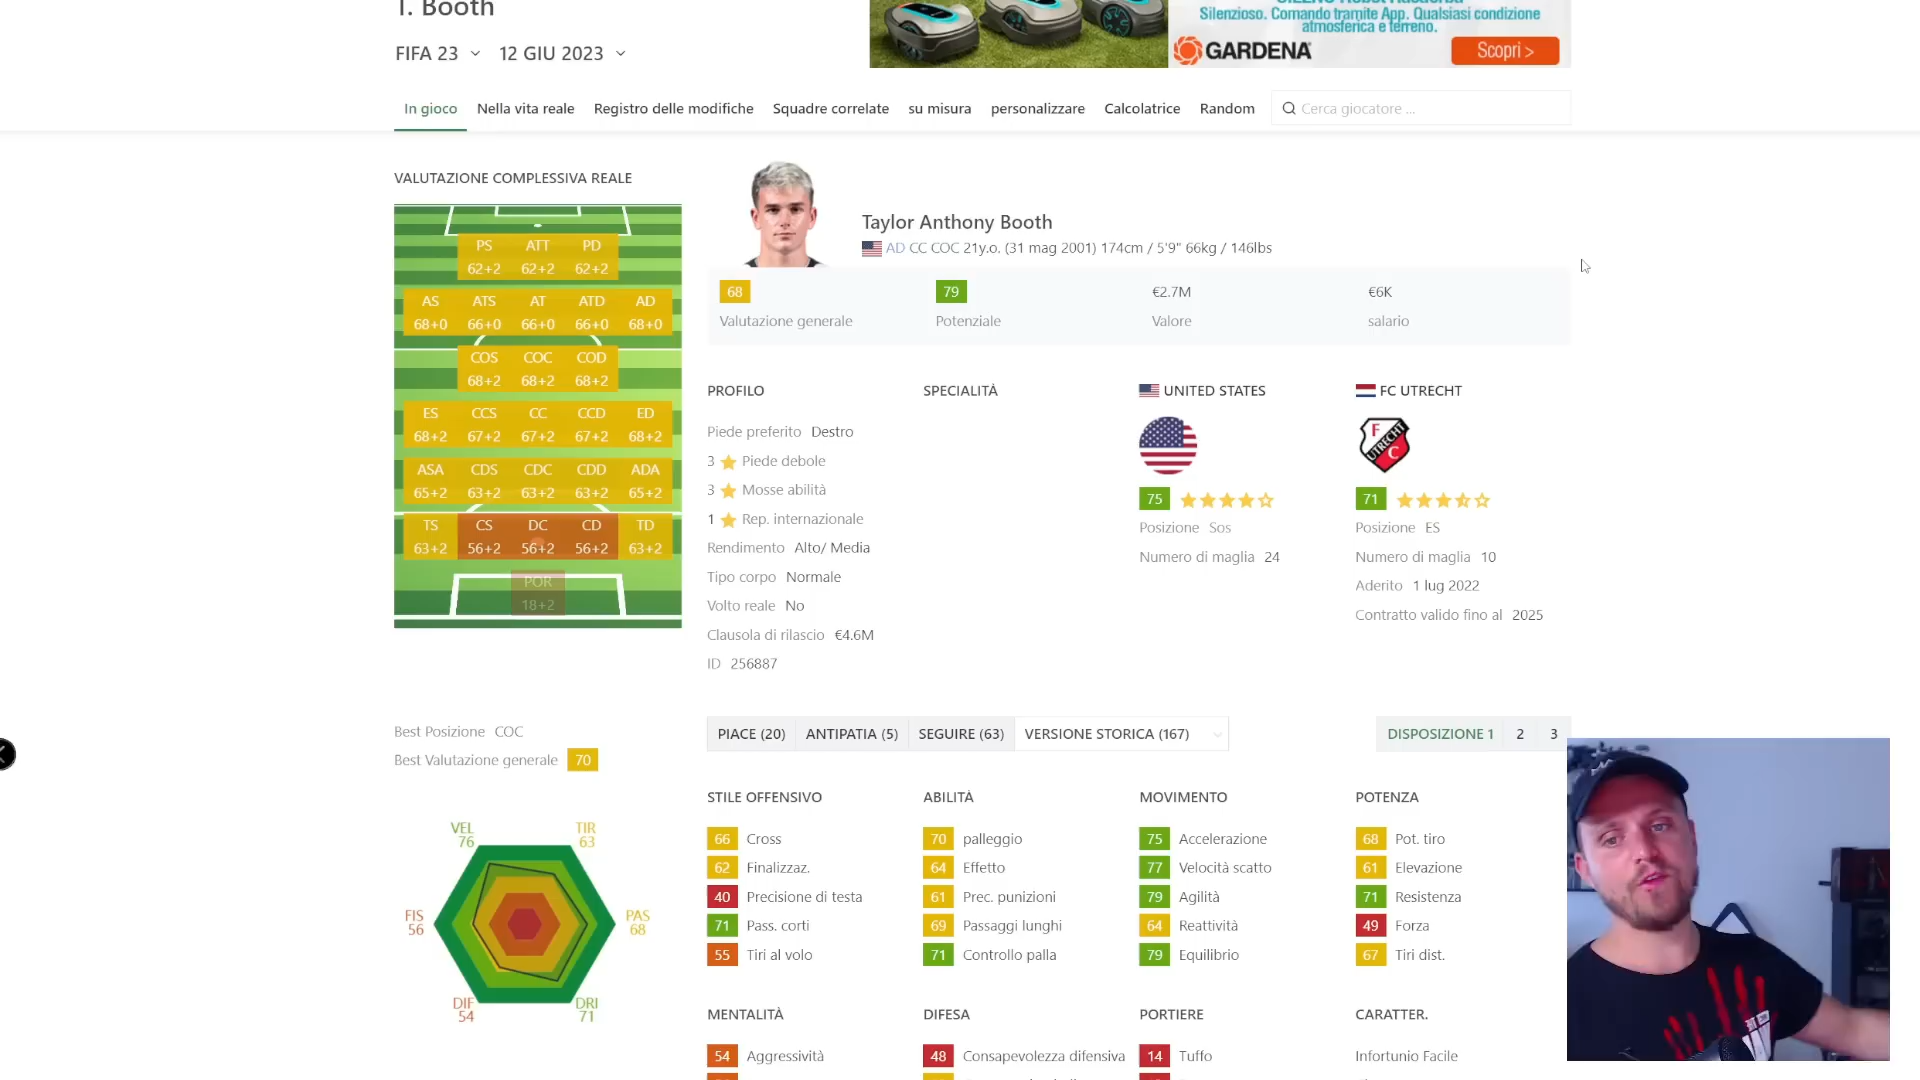 T. Booth
FIFA 23 12 GIU 2023
SILENO Robot Rasaerba
Silenzioso. Comando tramite App. Qualsiasi condizione
atmosferica e terreno.
GARDENA Scopri >
In gioco Nella vita reale Registro delle modifiche Squadre correlate su misura personalizzare Calcolatrice Random Cerca giocatore ...
VALUTAZIONE COMPLESSIVA REALE
PS ATT PD
62+2 62+2 62+2
AS ATS AT ATD AD
68+0 66+0 66+0 66+0 68+0
COS COC COD
68+2 68+2 68+2
ES CCS CC CCD ED
68+2 67+2 67+2 67+2 68+2
ASA CDS CDC CDD ADA
65+2 63+2 63+2 63+2 65+2
TS CS DC CD TD
63+2 56+2 56+2 56+2 63+2
POR
18+2
Best Posizione COC
Best Valutazione generale 70
VEL TIR
76 63
FIS PAS
56 68
DIF DRI
54 71
Taylor Anthony Booth
AD CC COC 21y.o. (31 mag 2001) 174cm / 5'9" 66kg / 146lbs
68 79 €2.7M €6K
Valutazione generale Potenziale Valore salario
PROFILO
Piede preferito Destro
3 Piede debole
3 Mosse abilità
1 Rep. internazionale
Rendimento Alto/ Media
Tipo corpo Normale
Volto reale No
Clausola di rilascio €4.6M
ID 256887
SPECIALITÀ
UNITED STATES
75
Posizione Sos
Numero di maglia 24
FC UTRECHT
F UTRECHT C
71
Posizione ES
Numero di maglia 10
Aderito 1 lug 2022
Contratto valido fino al 2025
PIACE (20) ANTIPATIA (5) SEGUIRE (63) VERSIONE STORICA (167) DISPOSIZIONE 1 2 3
STILE OFFENSIVO
66 Cross
62 Finalizzaz.
40 Precisione di testa
71 Pass. corti
55 Tiri al volo
ABILITÀ
70 palleggio
64 Effetto
61 Prec. punizioni
69 Passaggi lunghi
71 Controllo palla
MOVIMENTO
75 Accelerazione
77 Velocità scatto
79 Agilità
64 Reattività
79 Equilibrio
POTENZA
68 Pot. tiro
61 Elevazione
71 Resistenza
49 Forza
67 Tiri dist.
MENTALITÀ
54 Aggressività
DIFESA
48 Consapevolezza difensiva
PORTIERE
14 Tuffo
CARATTER.
Infortunio Facile